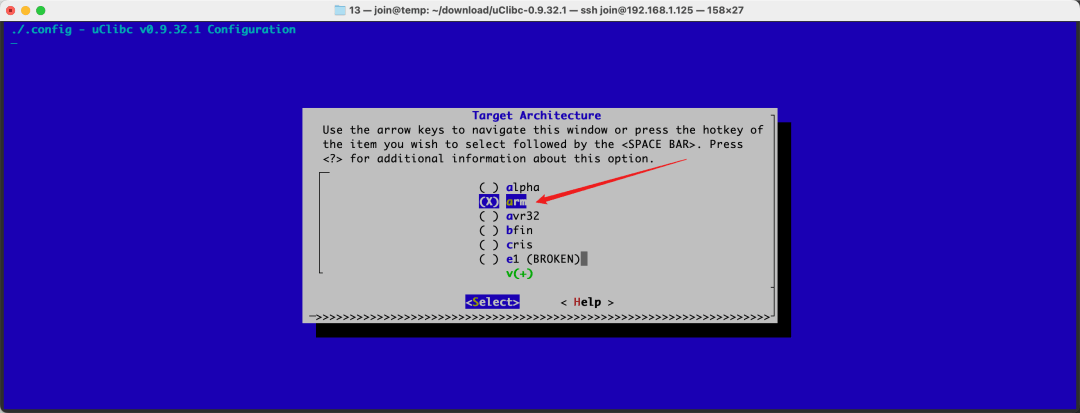 13 — join@temp: ~/download/uClibc-0.9.32.1 — ssh join@192.168.1.125 — 158×27
./.config - uClibc v0.9.32.1 Configuration
Target Architecture
Use the arrow keys to navigate this window or press the hotkey of
the item you wish to select followed by the <SPACE BAR>. Press
<?> for additional information about this option.
( ) alpha
(X) arm
( ) avr32
( ) bfin
( ) cris
( ) e1 (BROKEN)
v(+)
<Select> < Help >
>>>>>>>>>>>>>>>>>>>>>>>>>>>>>>>>>>>>>>>>>>>>>>>>>>>>>>>>>>>>>>>>>>>